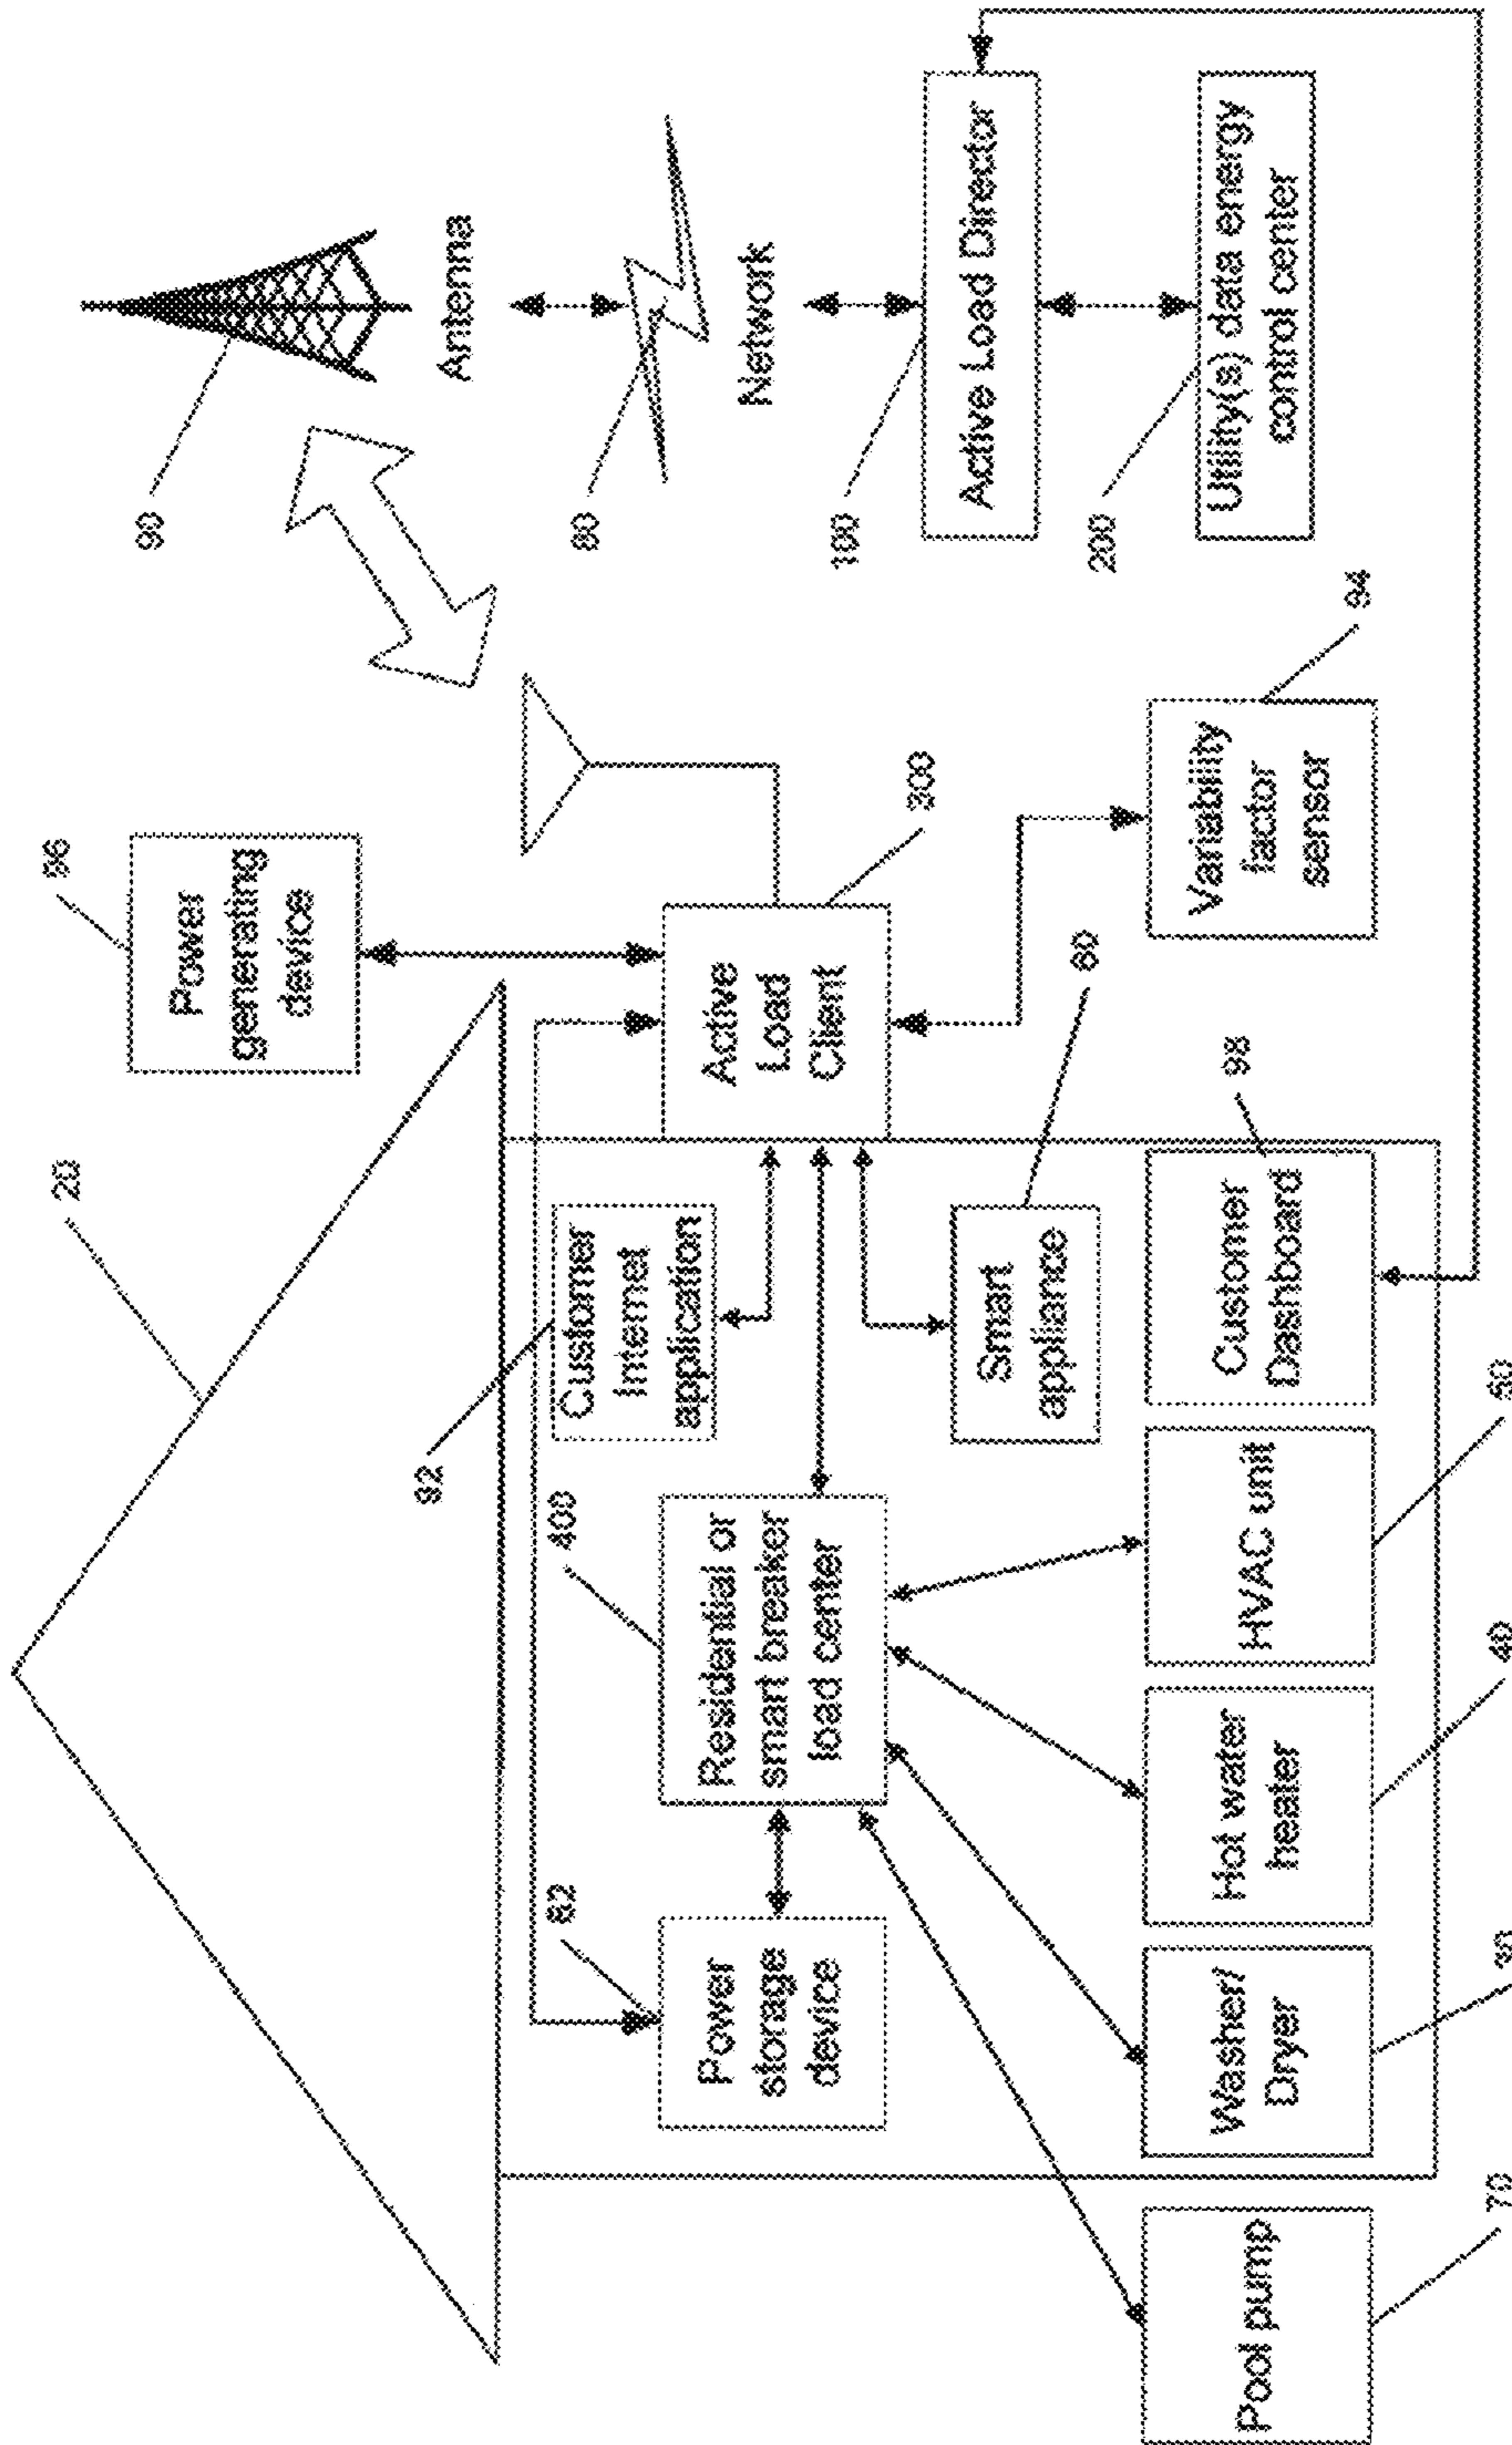 20
96
90
Power
generating
device
Antenna
92
82
400
80
Network
Customer
Internet
application
Power
storage
device
Residential or
smart breaker
load center
Active
Load
Client
300
100
Active Load Director
Smart
appliance
60
200
Utility(s) data energy
control center
98
94
Pool pump
Washer/
Dryer
Hot water
heater
HVAC unit
Customer
Dashboard
Variability
factor
sensor
70
30
40
50